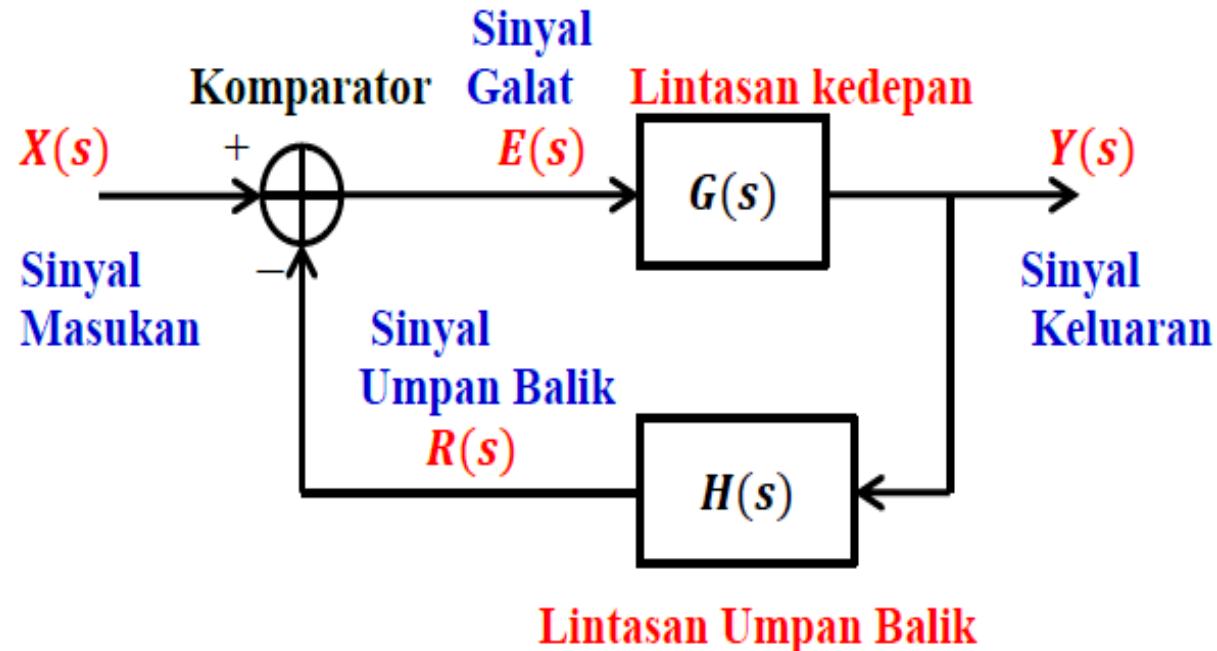 Sinyal
Komparator Galat Lintasan kedepan
X(s) + E(s) G(s) Y(s)
−
Sinyal Masukan
Sinyal Umpan Balik
R(s)
Sinyal Keluaran
H(s)
Lintasan Umpan Balik